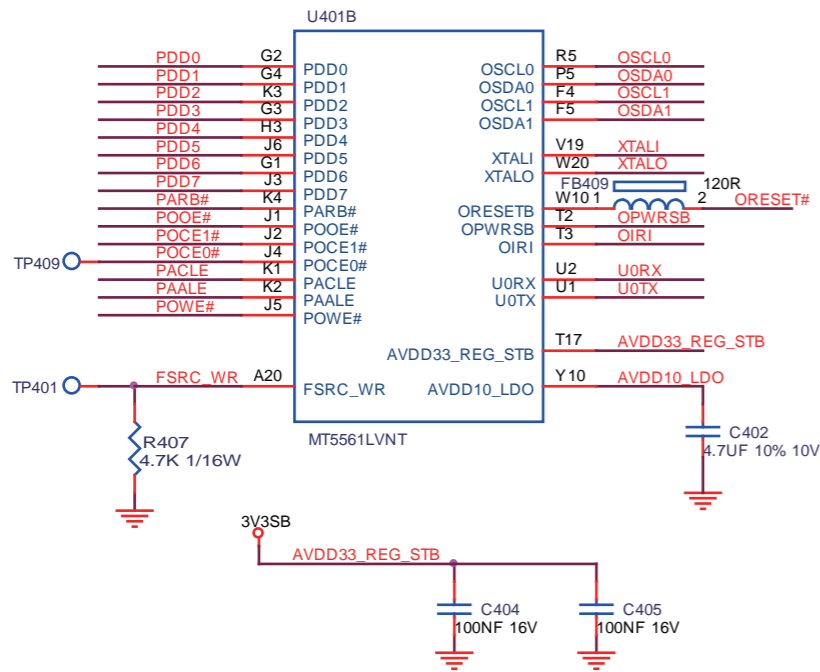 U401B
PDD0 G2 PDD0 OSCL0 R5 OSCL0
PDD1 G4 PDD1 OSDA0 P5 OSDA0
PDD2 K3 PDD2 OSCL1 F4 OSCL1
PDD3 G3 PDD3 OSDA1 F5 OSDA1
PDD4 H3 PDD4
PDD5 J6 PDD5 XTALI V19 XTALI
PDD6 G1 PDD6 XTALO W20 XTALO
PDD7 J3 PDD7 FB409 120R
PARB# K4 PARB# ORESETB W10 1 2 ORESET#
POOE# J1 POOE# OPWRSB T2 OPWRSB
POCE1# J2 POCE1# OIRI T3 OIRI
TP409 POCE0# J4 POCE0#
PACLE K1 PACLE U0RX U2 U0RX
PAALE K2 PAALE U0TX U1 U0TX
POWE# J5 POWE#
AVDD33_REG_STB T17 AVDD33_REG_STB
TP401 FSRC_WR A20 FSRC_WR AVDD10_LDO Y10 AVDD10_LDO
R407
4.7K 1/16W
MT5561LVNT
C402
4.7UF 10% 10V
3V3SB
AVDD33_REG_STB
C404
100NF 16V
C405
100NF 16V